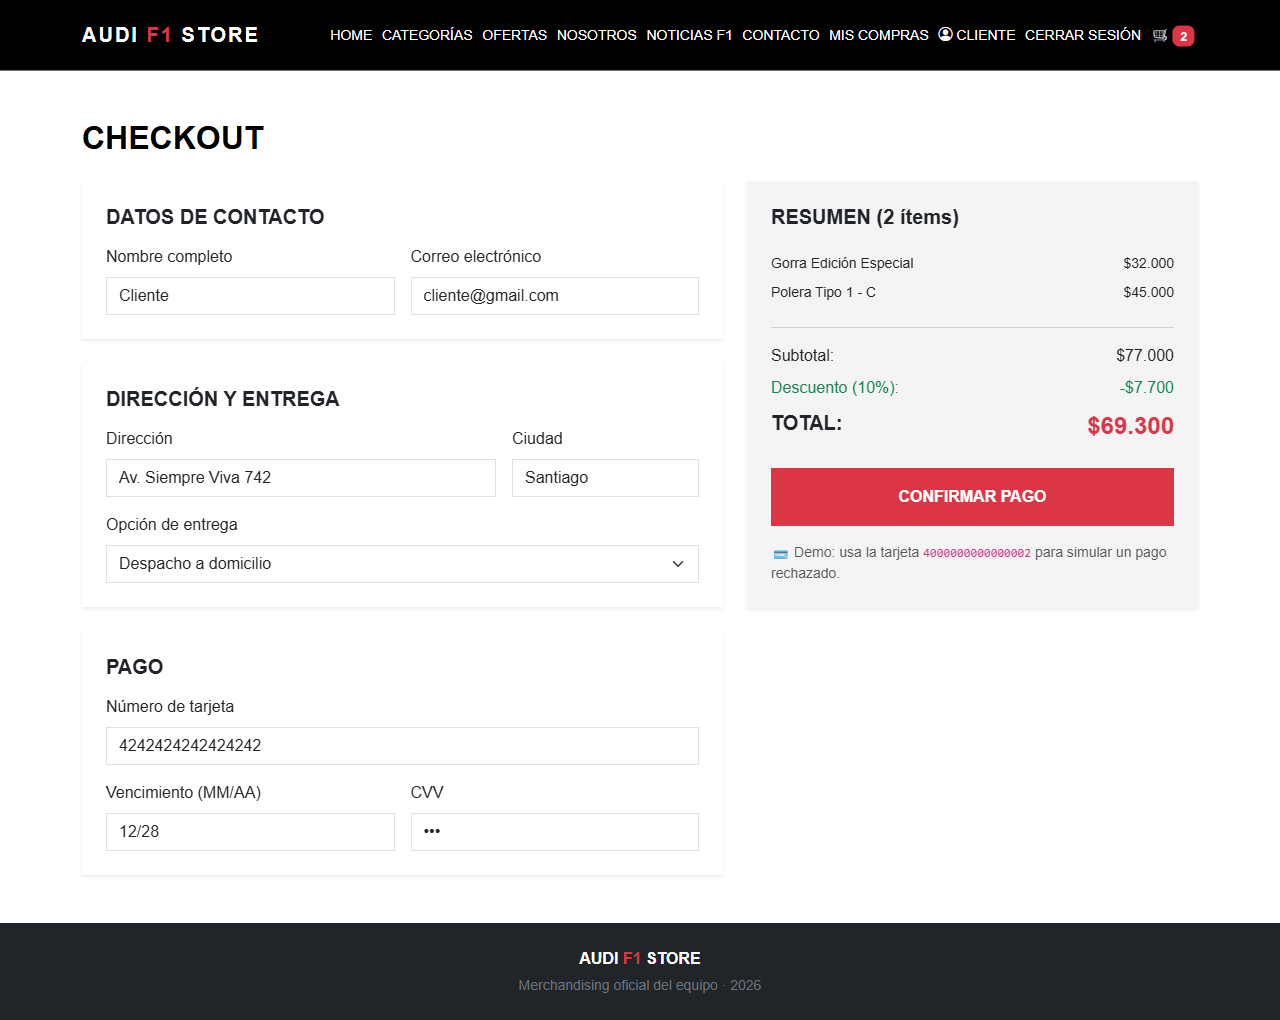 AUDI F1 STORE
HOME CATEGORÍAS OFERTAS NOSOTROS NOTICIAS F1 CONTACTO MIS COMPRAS CLIENTE CERRAR SESIÓN 2
CHECKOUT
DATOS DE CONTACTO
Nombre completo Correo electrónico
Cliente cliente@gmail.com
DIRECCIÓN Y ENTREGA
Dirección Ciudad
Av. Siempre Viva 742 Santiago
Opción de entrega
Despacho a domicilio
PAGO
Número de tarjeta
4242424242424242
Vencimiento (MM/AA) CVV
12/28 •••
RESUMEN (2 ítems)
Gorra Edición Especial $32.000
Polera Tipo 1 - C $45.000
Subtotal: $77.000
Descuento (10%): -$7.700
TOTAL: $69.300
CONFIRMAR PAGO
Demo: usa la tarjeta 4000000000000002 para simular un pago
rechazado.
AUDI F1 STORE
Merchandising oficial del equipo · 2026